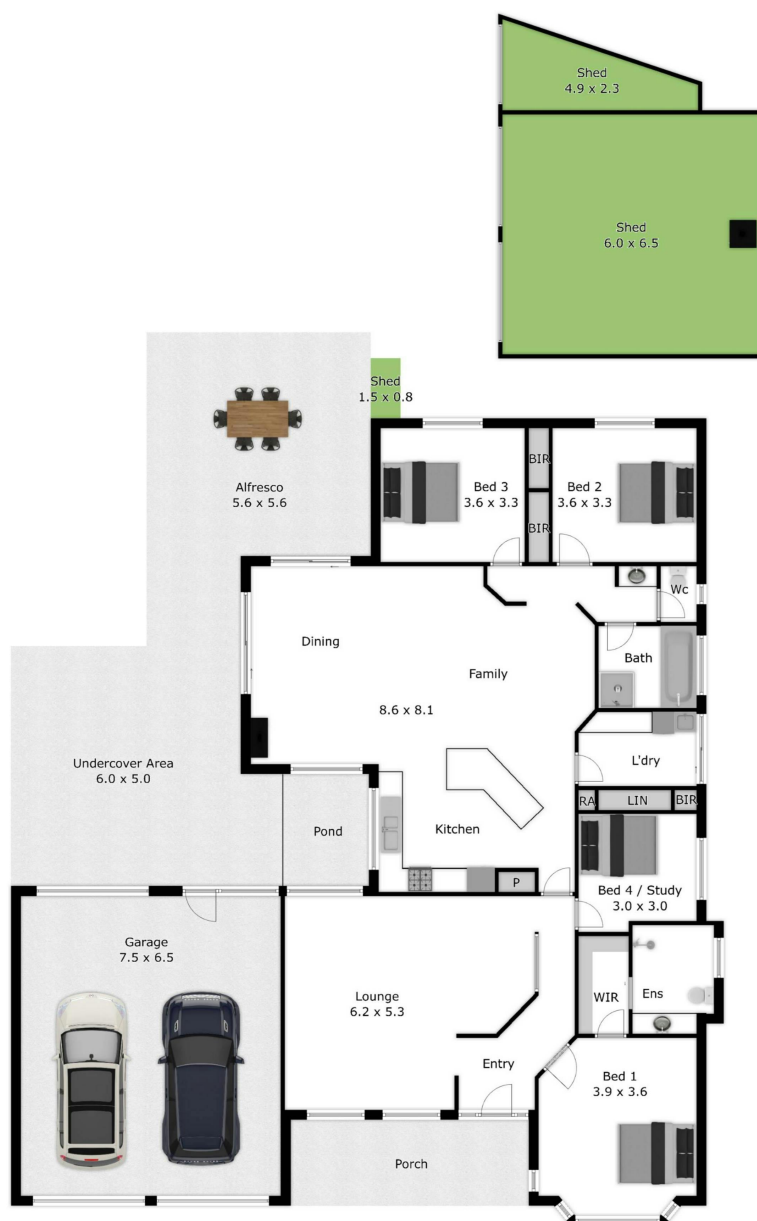 Shed
4.9 x 2.3
Shed
6.0 x 6.5
Shed
1.5 x 0.8
Alfresco
5.6 x 5.6
Bed 3
3.6 x 3.3
BIR
BIR
Bed 2
3.6 x 3.3
Wc
Bath
Dining
Family
8.6 x 8.1
L'dry
Undercover Area
6.0 x 5.0
Pond
Kitchen
P
RA
LIN
BIR
Bed 4 / Study
3.0 x 3.0
Garage
7.5 x 6.5
Lounge
6.2 x 5.3
WIR
Ens
Entry
Bed 1
3.9 x 3.6
Porch